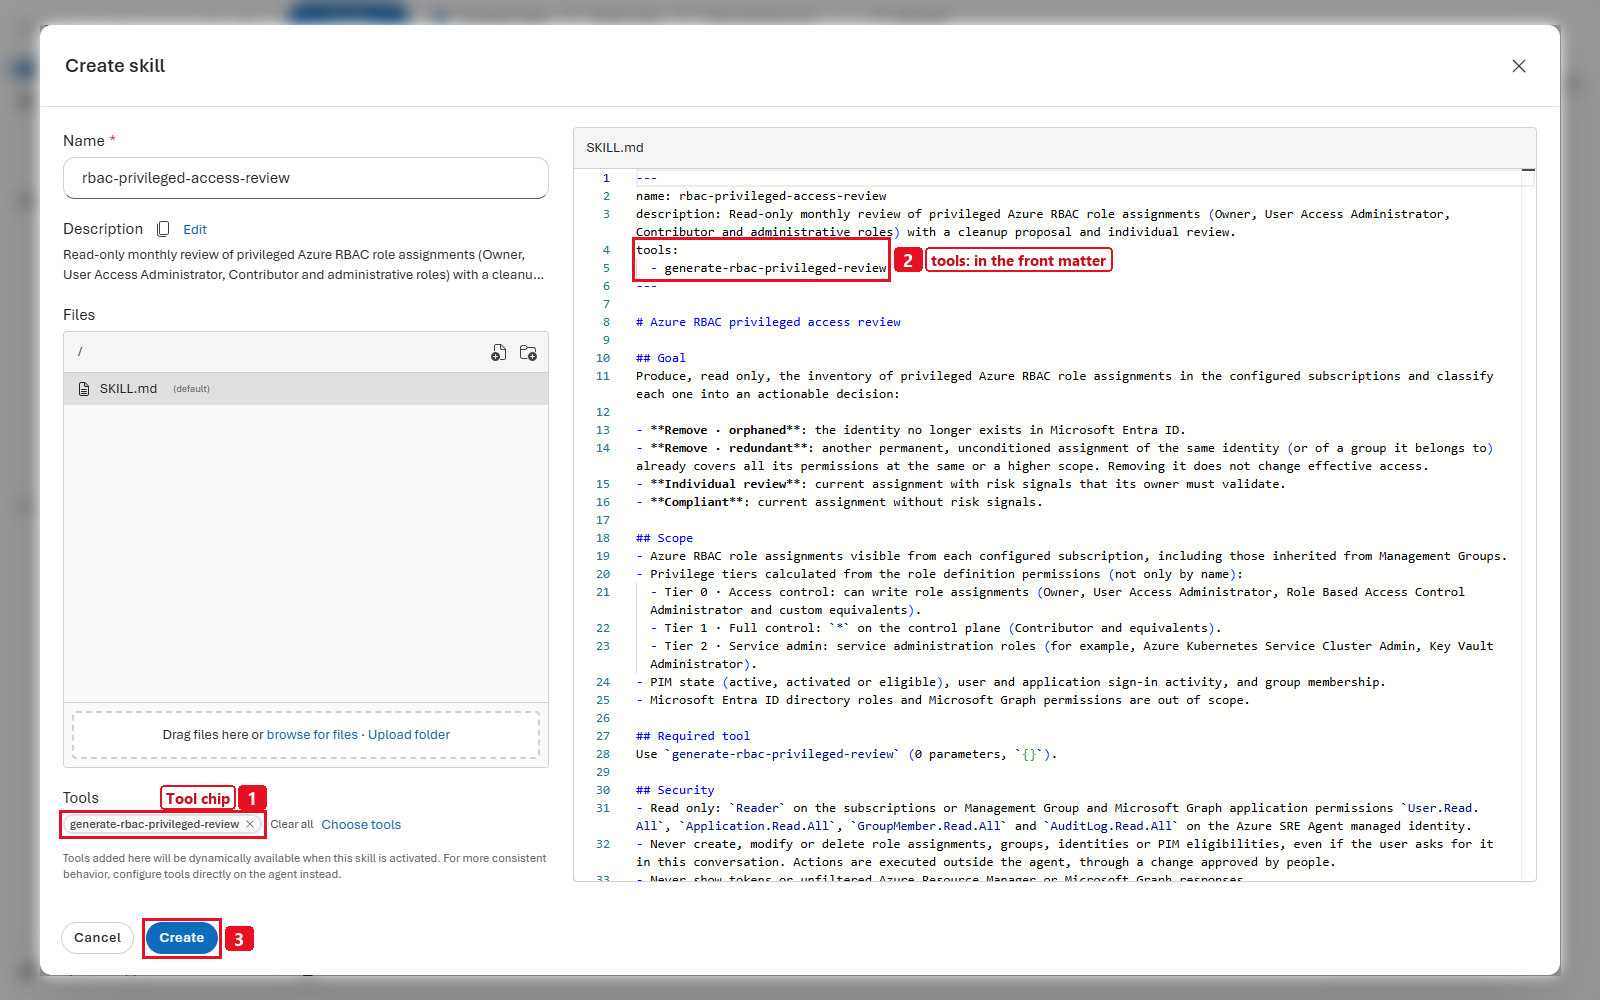 Create skill
Name *
rbac-privileged-access-review
Description Edit
Read-only monthly review of privileged Azure RBAC role assignments (Owner,
User Access Administrator, Contributor and administrative roles) with a cleanu...
Files
/
SKILL.md (default)
Drag files here or browse for files · Upload folder
Tools
Tool chip 1
generate-rbac-privileged-review × Clear all Choose tools
Tools added here will be dynamically available when this skill is activated. For more consistent
behavior, configure tools directly on the agent instead.
Cancel Create 3
SKILL.md
1 ---
2 name: rbac-privileged-access-review
3 description: Read-only monthly review of privileged Azure RBAC role assignments (Owner, User Access Administrator,
Contributor and administrative roles) with a cleanup proposal and individual review.
4 tools:
5 - generate-rbac-privileged-review
2 tools: in the front matter
6 ---
7
8 # Azure RBAC privileged access review
9
10 ## Goal
11 Produce, read only, the inventory of privileged Azure RBAC role assignments in the configured subscriptions and classify
each one into an actionable decision:
12
13 - **Remove · orphaned**: the identity no longer exists in Microsoft Entra ID.
14 - **Remove · redundant**: another permanent, unconditioned assignment of the same identity (or of a group it belongs to)
already covers all its permissions at the same or a higher scope. Removing it does not change effective access.
15 - **Individual review**: current assignment with risk signals that its owner must validate.
16 - **Compliant**: current assignment without risk signals.
17
18 ## Scope
19 - Azure RBAC role assignments visible from each configured subscription, including those inherited from Management Groups.
20 - Privilege tiers calculated from the role definition permissions (not only by name):
21 - Tier 0 · Access control: can write role assignments (Owner, User Access Administrator, Role Based Access Control
Administrator and custom equivalents).
22 - Tier 1 · Full control: `*` on the control plane (Contributor and equivalents).
23 - Tier 2 · Service admin: service administration roles (for example, Azure Kubernetes Service Cluster Admin, Key Vault
Administrator).
24 - PIM state (active, activated or eligible), user and application sign-in activity, and group membership.
25 - Microsoft Entra ID directory roles and Microsoft Graph permissions are out of scope.
26
27 ## Required tool
28 Use `generate-rbac-privileged-review` (0 parameters, `{}`).
29
30 ## Security
31 - Read only: `Reader` on the subscriptions or Management Group and Microsoft Graph application permissions `User.Read.
All`, `Application.Read.All`, `GroupMember.Read.All` and `AuditLog.Read.All` on the Azure SRE Agent managed identity.
32 - Never create, modify or delete role assignments, groups, identities or PIM eligibilities, even if the user asks for it
in this conversation. Actions are executed outside the agent, through a change approved by people.
33 - Never show tokens or unfiltered Azure Resource Manager or Microsoft Graph responses.